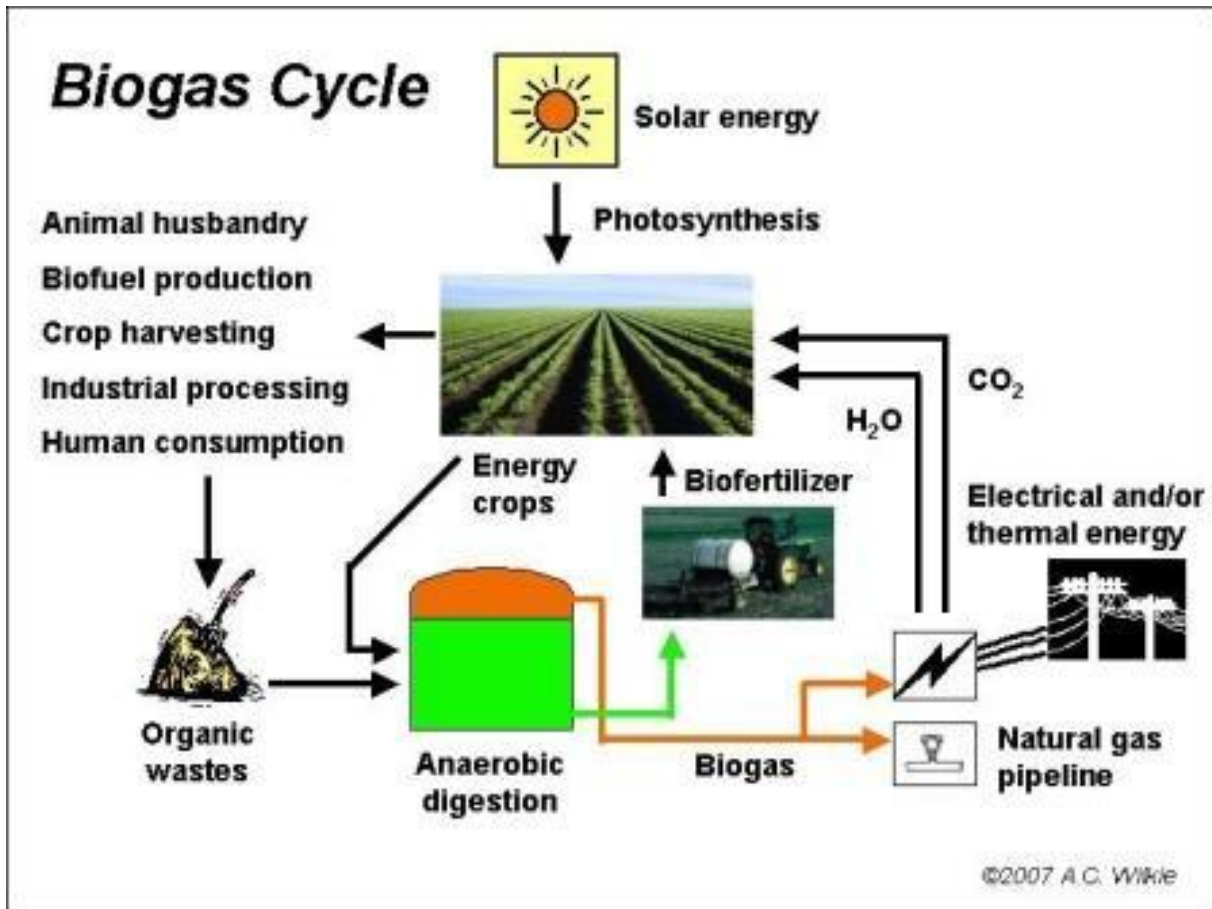 Biogas Cycle
Solar energy
Photosynthesis
Animal husbandry
Biofuel production
Crop harvesting
Industrial processing
Human consumption
CO₂
H₂O
Energy
crops
Biofertilizer
Electrical and/or
thermal energy
Organic
wastes
Anaerobic
digestion
Biogas
Natural gas
pipeline
©2007 A.C. Wilkie